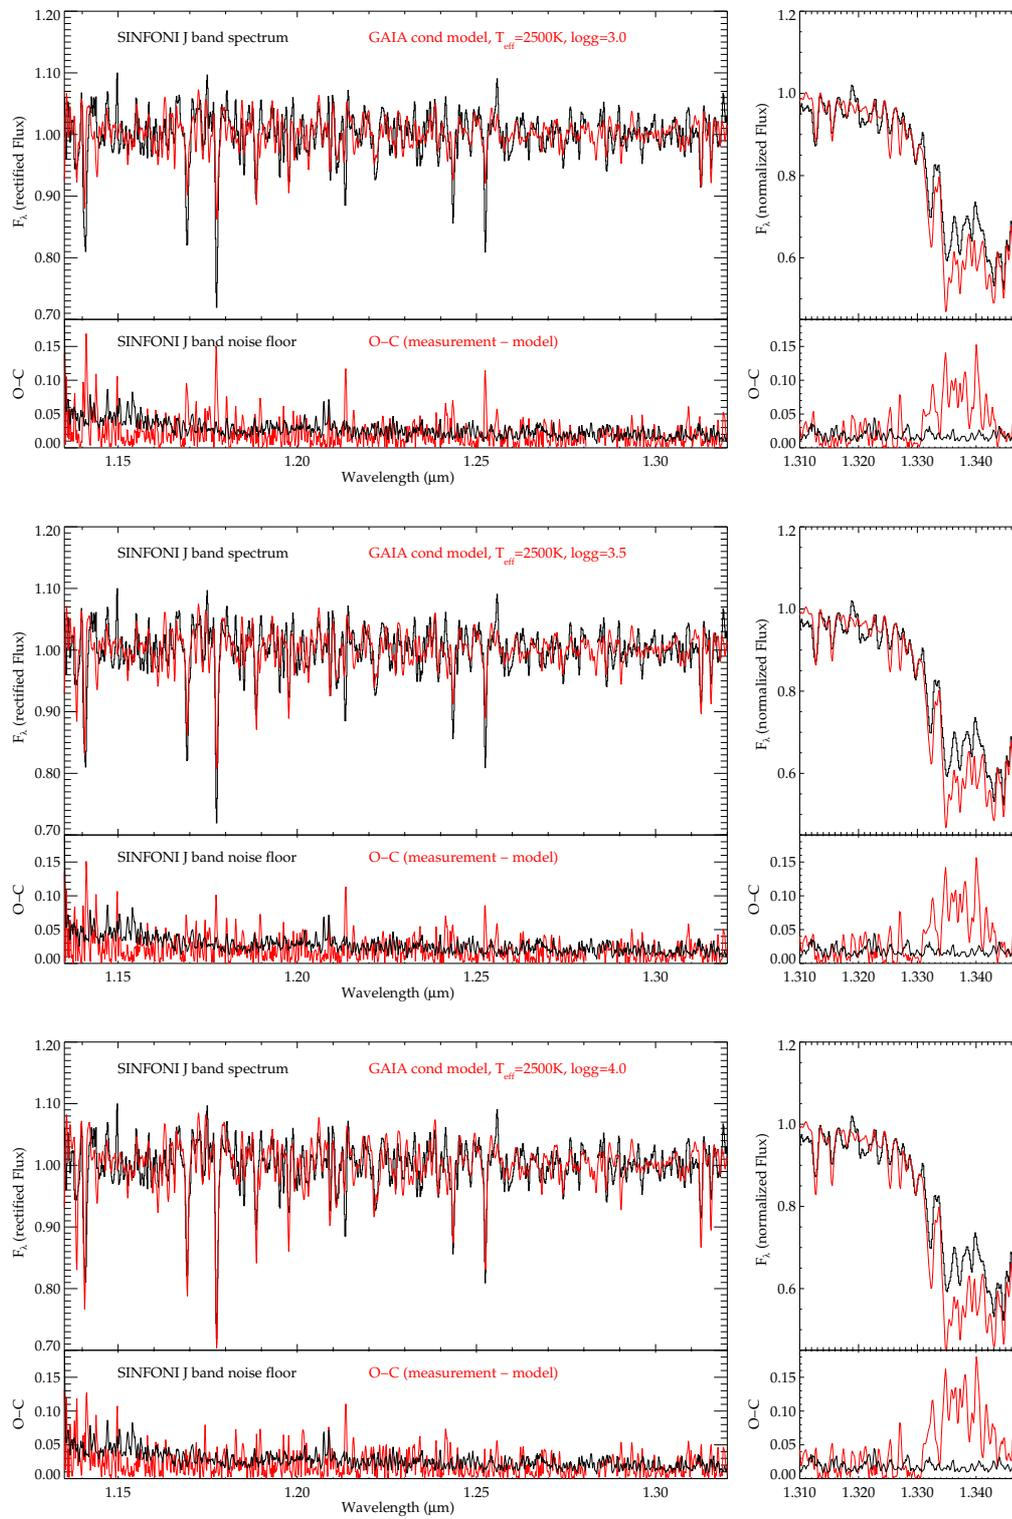 1.20
SINFONI J band spectrum
GAIA cond model, Teff=2500K, logg=3.0
1.10
1.00
0.90
0.80
0.70
Fλ (rectified Flux)
1.2
1.0
0.8
0.6
Fλ (normalized Flux)
SINFONI J band noise floor
O−C (measurement − model)
0.15
0.10
0.05
0.00
O−C
0.15
0.10
0.05
0.00
O−C
1.15
1.20
1.25
1.30
Wavelength (μm)
1.310
1.320
1.330
1.340
1.20
SINFONI J band spectrum
GAIA cond model, Teff=2500K, logg=3.5
1.10
1.00
0.90
0.80
0.70
Fλ (rectified Flux)
1.2
1.0
0.8
0.6
Fλ (normalized Flux)
SINFONI J band noise floor
O−C (measurement − model)
0.15
0.10
0.05
0.00
O−C
0.15
0.10
0.05
0.00
O−C
1.15
1.20
1.25
1.30
Wavelength (μm)
1.310
1.320
1.330
1.340
1.20
SINFONI J band spectrum
GAIA cond model, Teff=2500K, logg=4.0
1.10
1.00
0.90
0.80
0.70
Fλ (rectified Flux)
1.2
1.0
0.8
0.6
Fλ (normalized Flux)
SINFONI J band noise floor
O−C (measurement − model)
0.15
0.10
0.05
0.00
O−C
0.15
0.10
0.05
0.00
O−C
1.15
1.20
1.25
1.30
Wavelength (μm)
1.310
1.320
1.330
1.340